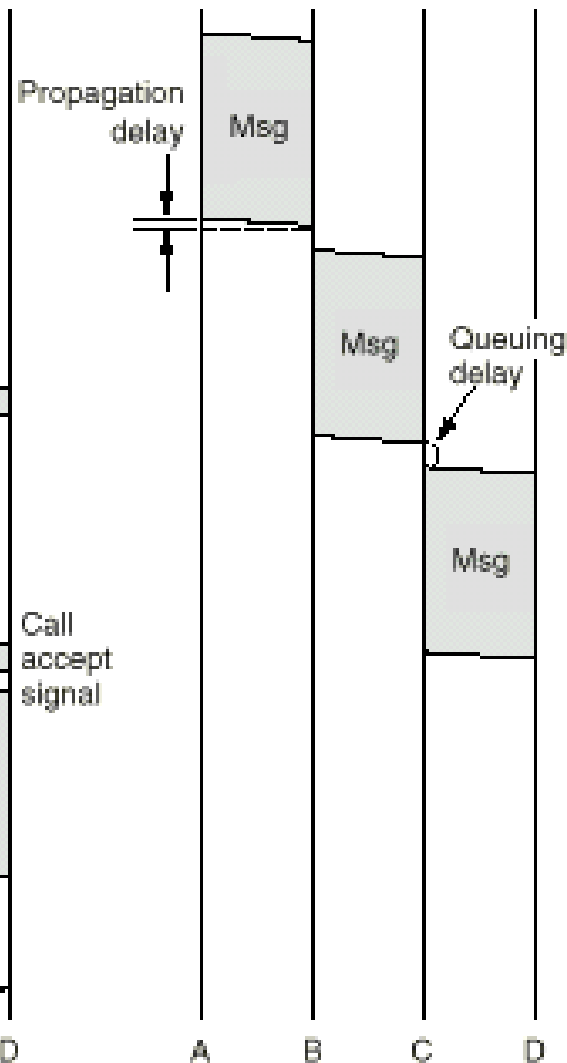 Propagation
delay
Msg
Msg
Queuing
delay
Msg
Call
accept
signal
D
A
B
C
D